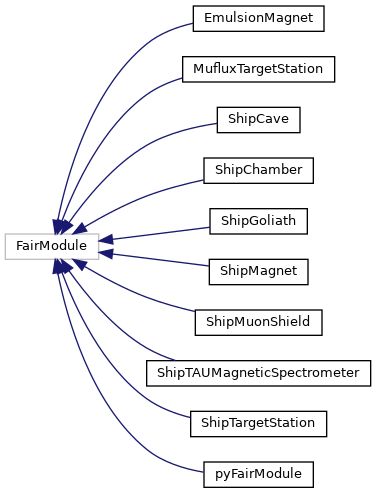 EmulsionMagnet
MufluxTargetStation
ShipCave
ShipChamber
ShipGoliath
FairModule
ShipMagnet
ShipMuonShield
ShipTAUMagneticSpectrometer
ShipTargetStation
pyFairModule